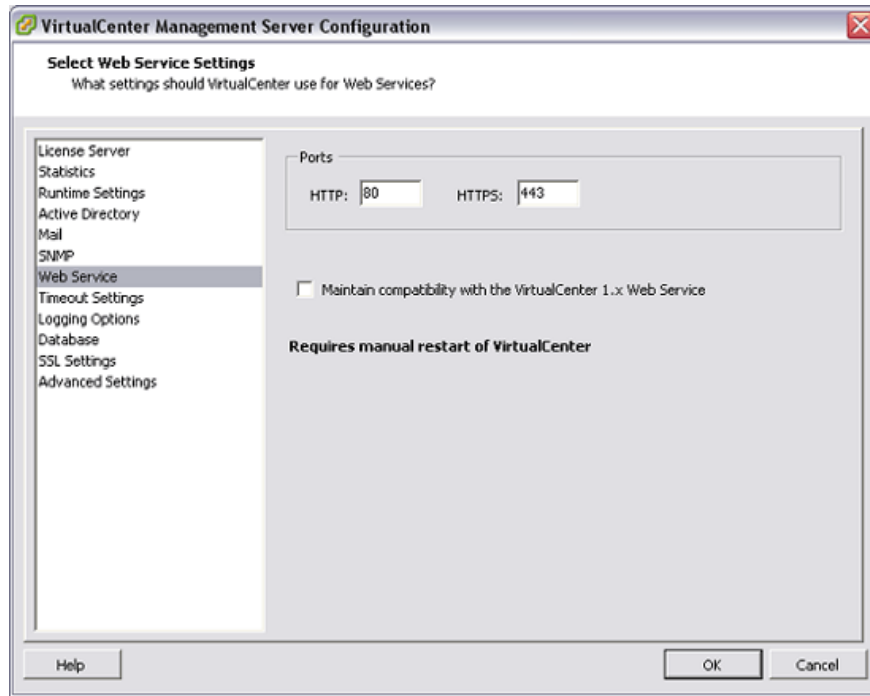 VirtualCenter Management Server Configuration
Select Web Service Settings
What settings should VirtualCenter use for Web Services?
License Server
Statistics
Runtime Settings
Active Directory
Mail
SNMP
Web Service
Timeout Settings
Logging Options
Database
SSL Settings
Advanced Settings
Ports
HTTP: 80 HTTPS: 443
Maintain compatibility with the VirtualCenter 1.x Web Service
Requires manual restart of VirtualCenter
Help OK Cancel